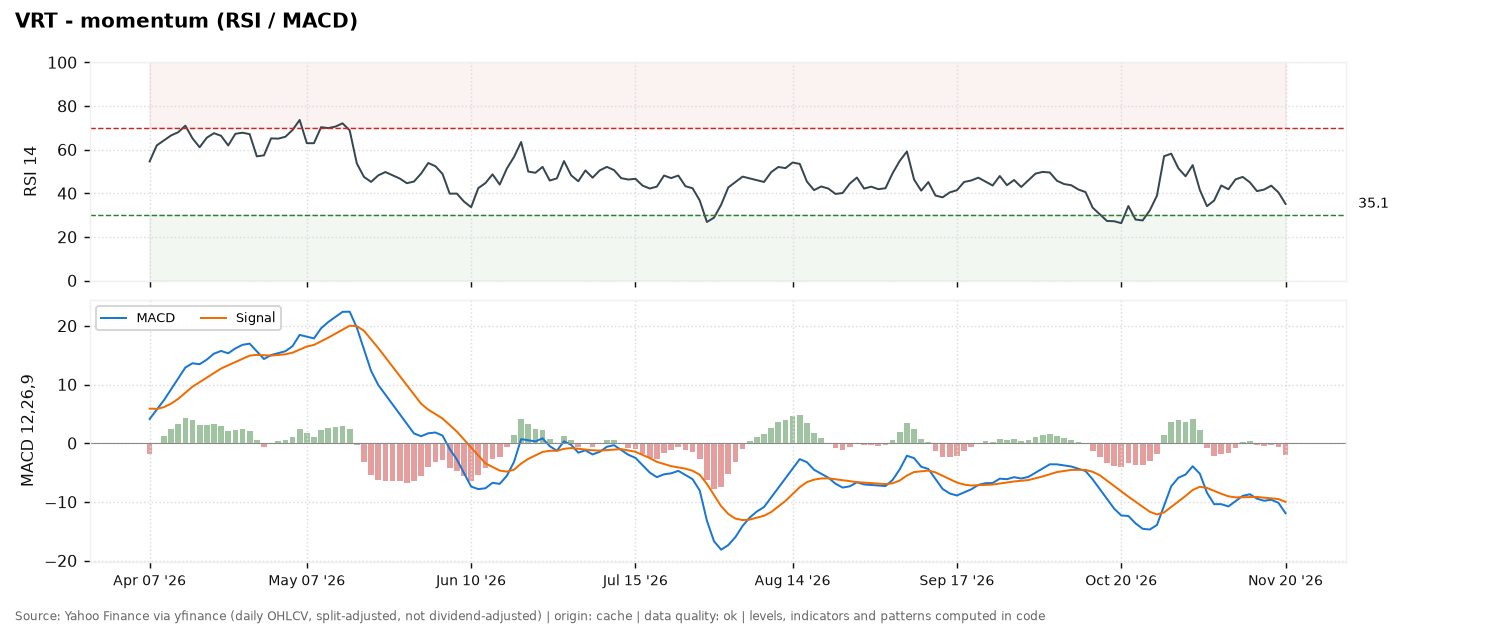 VRT - momentum (RSI / MACD)
100
80
60
40
20
0
RSI 14
35.1
MACD Signal
20
10
0
−10
−20
MACD 12,26,9
Apr 07 '26 May 07 '26 Jun 10 '26 Jul 15 '26 Aug 14 '26 Sep 17 '26 Oct 20 '26 Nov 20 '26
Source: Yahoo Finance via yfinance (daily OHLCV, split-adjusted, not dividend-adjusted) | origin: cache | data quality: ok | levels, indicators and patterns computed in code